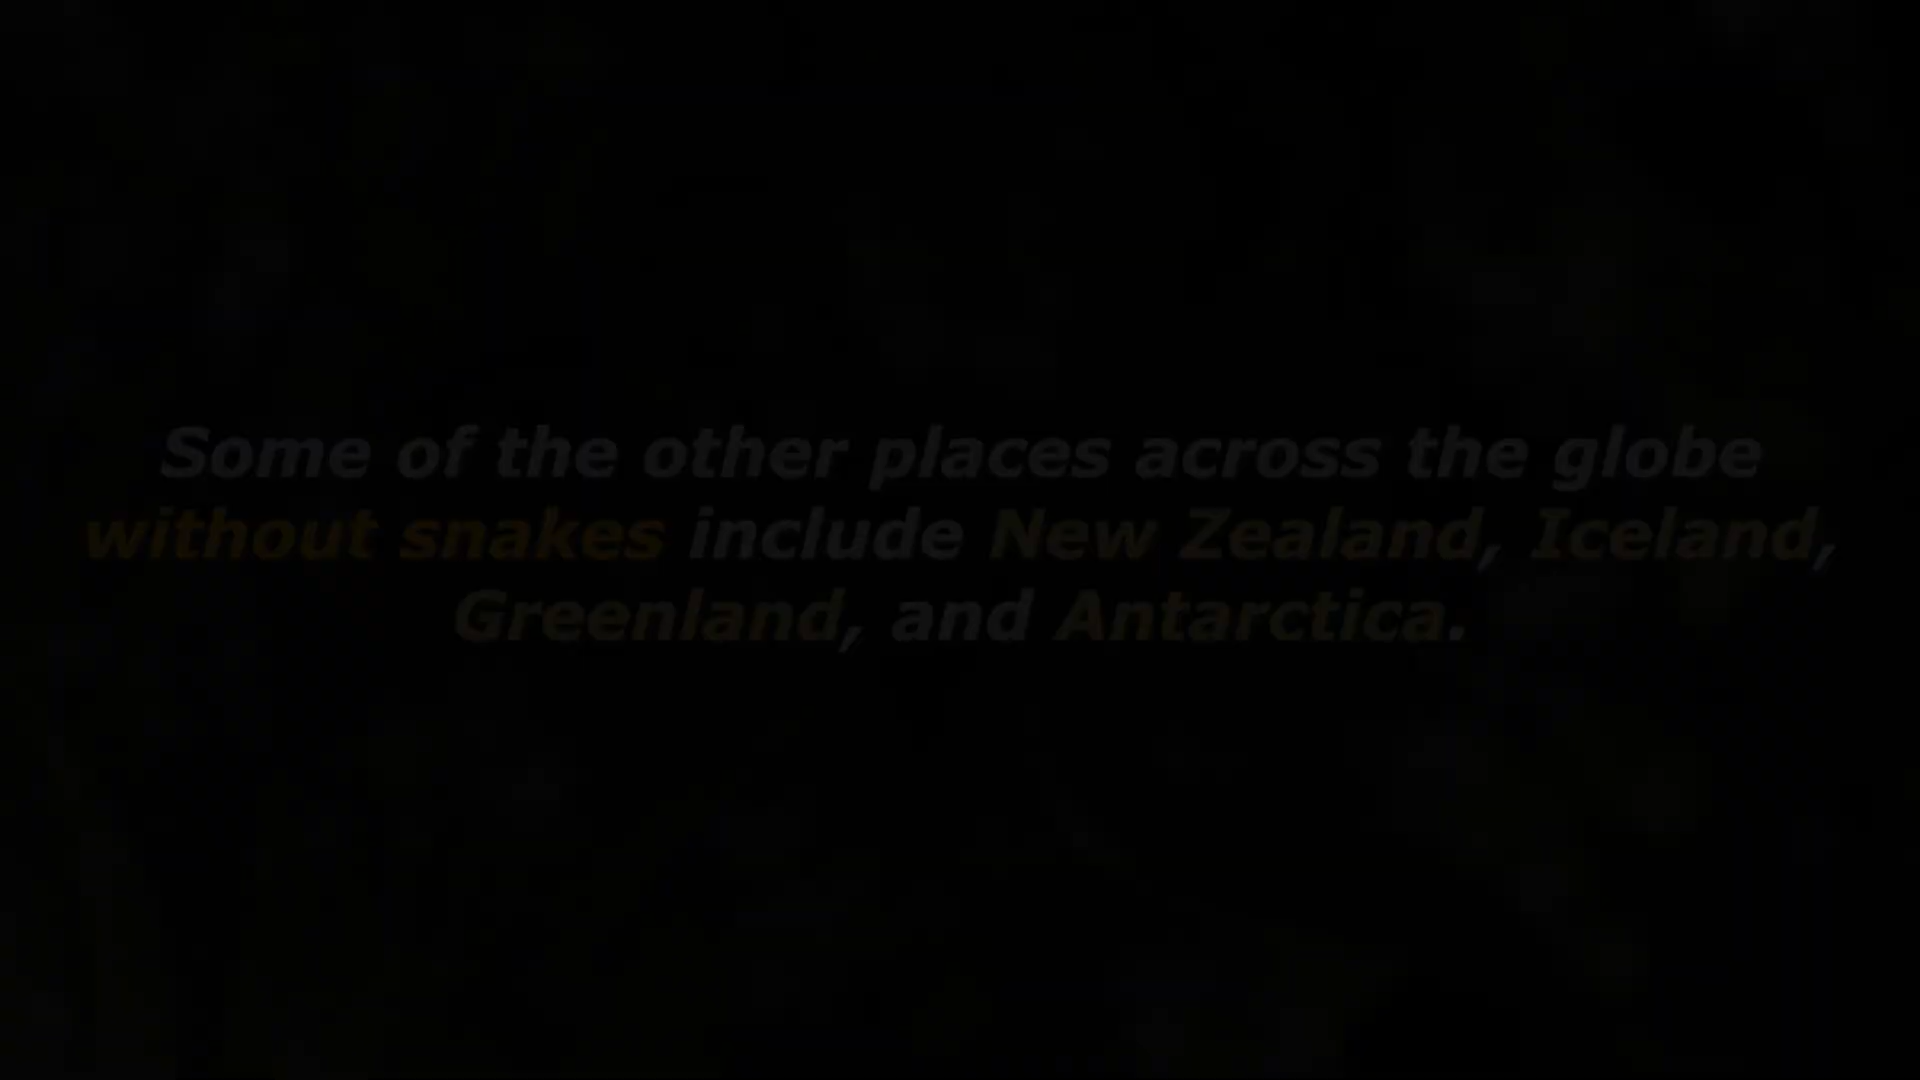 Some of the other places across the globe
without snakes include New Zealand, Iceland,
Greenland, and Antarctica.